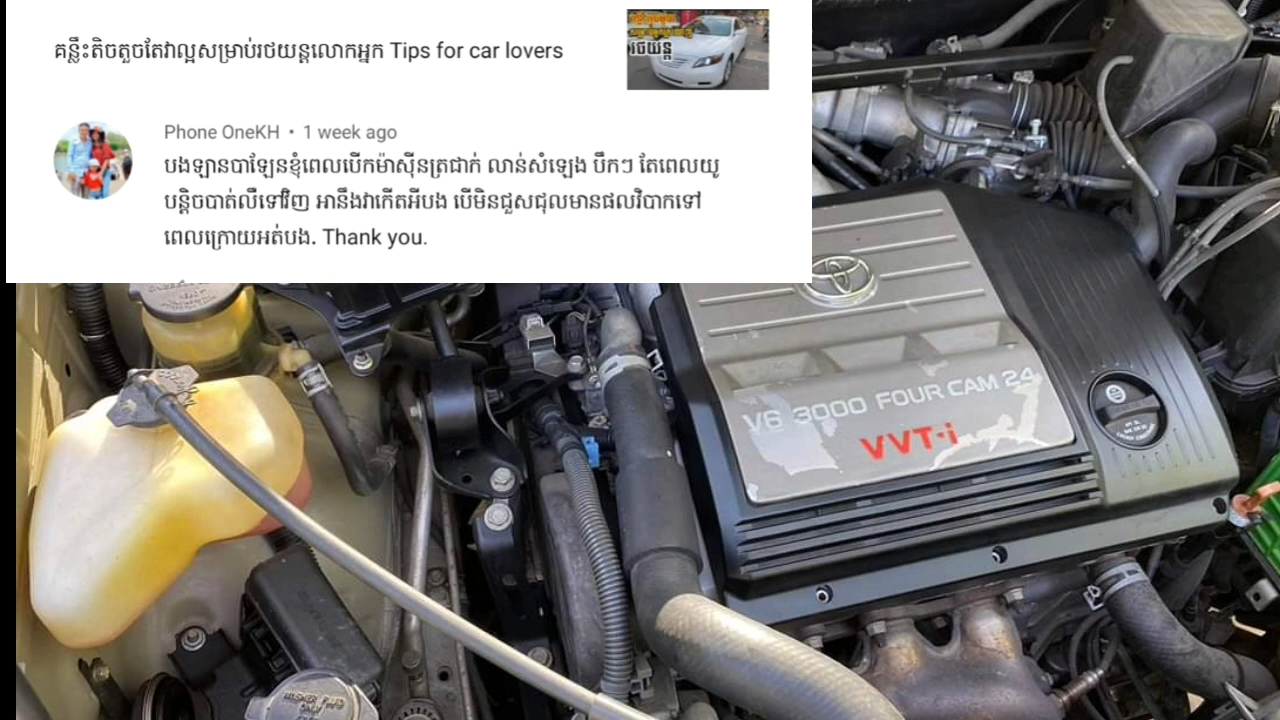 គន្លឹះតិចតួចតែវាល្អសម្រាប់រថយន្តលោកអ្នក Tips for car lovers
រថយន្ត
Phone OneKH • 1 week ago
បងឡានបាឡែនខ្ញុំពេលបើកម៉ាស៊ីនត្រជាក់ លាន់សំឡេង បឹកៗ តែពេលយូ
បន្តិចបាត់លឺទៅវិញ អានឹងវាកើតអីបង បើមិនជួសជុលមានផលវិបាកទៅ
ពេលក្រោយអត់បង. Thank you.
V6 3000 FOUR CAM 24
VVT-i